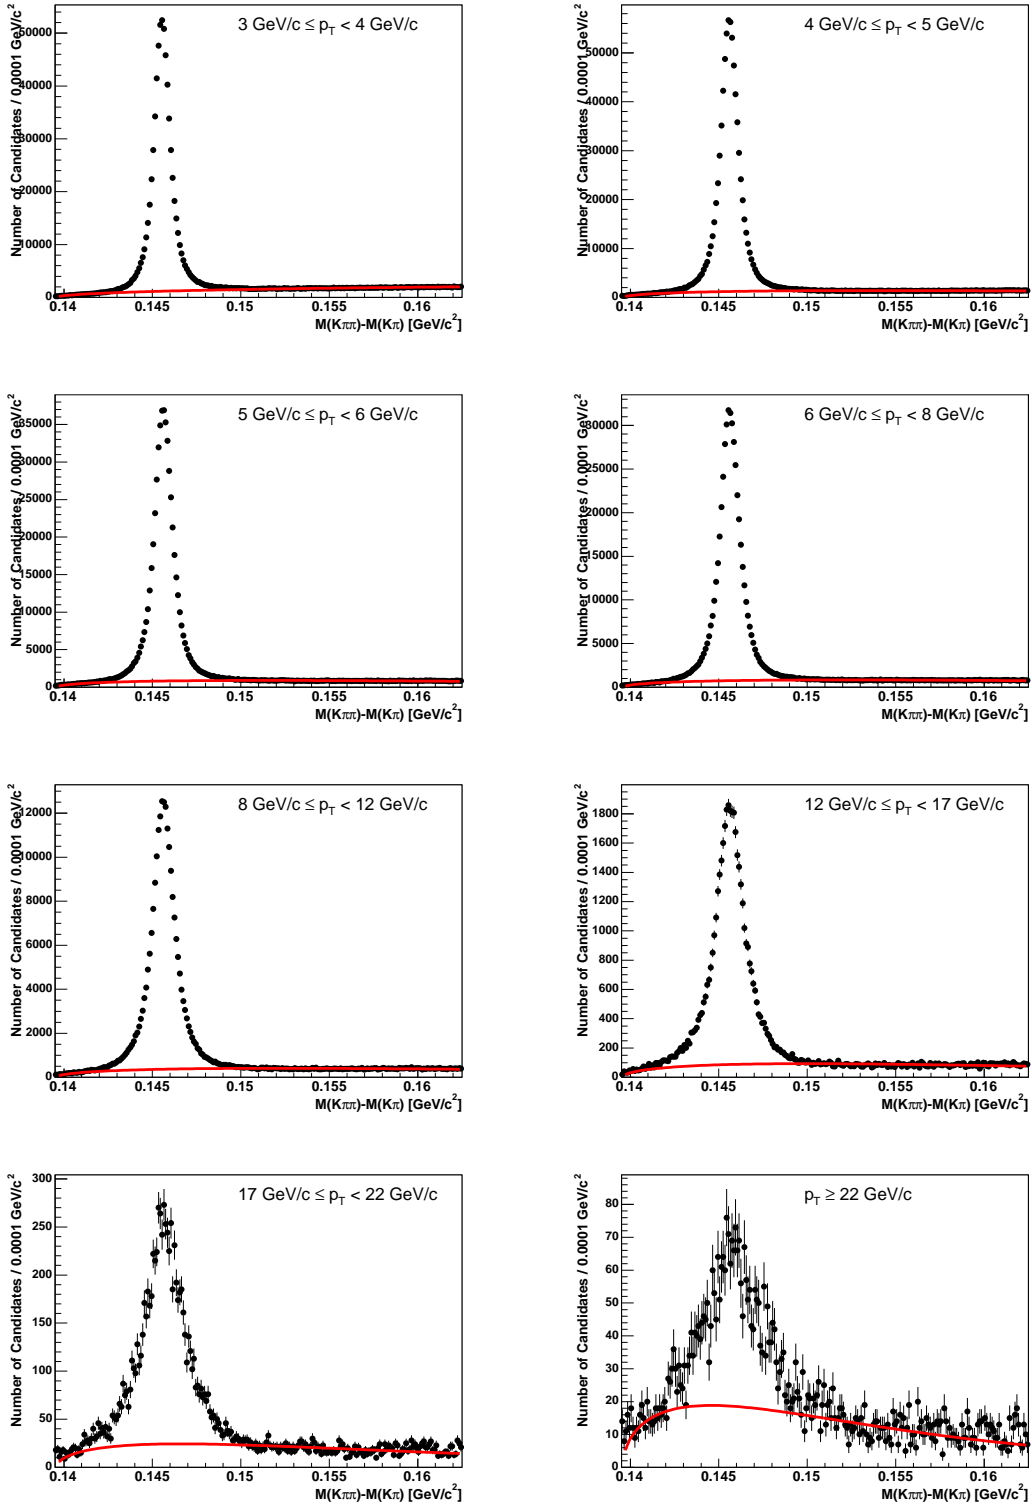 3 GeV/c ≤ p_T < 4 GeV/c
Number of Candidates / 0.0001 GeV/c²
50000
40000
30000
20000
10000
0
0.14 0.145 0.15 0.155 0.16
M(Kππ)-M(Kπ) [GeV/c²]
4 GeV/c ≤ p_T < 5 GeV/c
Number of Candidates / 0.0001 GeV/c²
50000
40000
30000
20000
10000
0
0.14 0.145 0.15 0.155 0.16
M(Kππ)-M(Kπ) [GeV/c²]
5 GeV/c ≤ p_T < 6 GeV/c
Number of Candidates / 0.0001 GeV/c²
35000
30000
25000
20000
15000
10000
5000
0
0.14 0.145 0.15 0.155 0.16
M(Kππ)-M(Kπ) [GeV/c²]
6 GeV/c ≤ p_T < 8 GeV/c
Number of Candidates / 0.0001 GeV/c²
30000
25000
20000
15000
10000
5000
0
0.14 0.145 0.15 0.155 0.16
M(Kππ)-M(Kπ) [GeV/c²]
8 GeV/c ≤ p_T < 12 GeV/c
Number of Candidates / 0.0001 GeV/c²
12000
10000
8000
6000
4000
2000
0
0.14 0.145 0.15 0.155 0.16
M(Kππ)-M(Kπ) [GeV/c²]
12 GeV/c ≤ p_T < 17 GeV/c
Number of Candidates / 0.0001 GeV/c²
1800
1600
1400
1200
1000
800
600
400
200
0
0.14 0.145 0.15 0.155 0.16
M(Kππ)-M(Kπ) [GeV/c²]
17 GeV/c ≤ p_T < 22 GeV/c
Number of Candidates / 0.0001 GeV/c²
300
250
200
150
100
50
0
0.14 0.145 0.15 0.155 0.16
M(Kππ)-M(Kπ) [GeV/c²]
p_T ≥ 22 GeV/c
Number of Candidates / 0.0001 GeV/c²
80
70
60
50
40
30
20
10
0
0.14 0.145 0.15 0.155 0.16
M(Kππ)-M(Kπ) [GeV/c²]